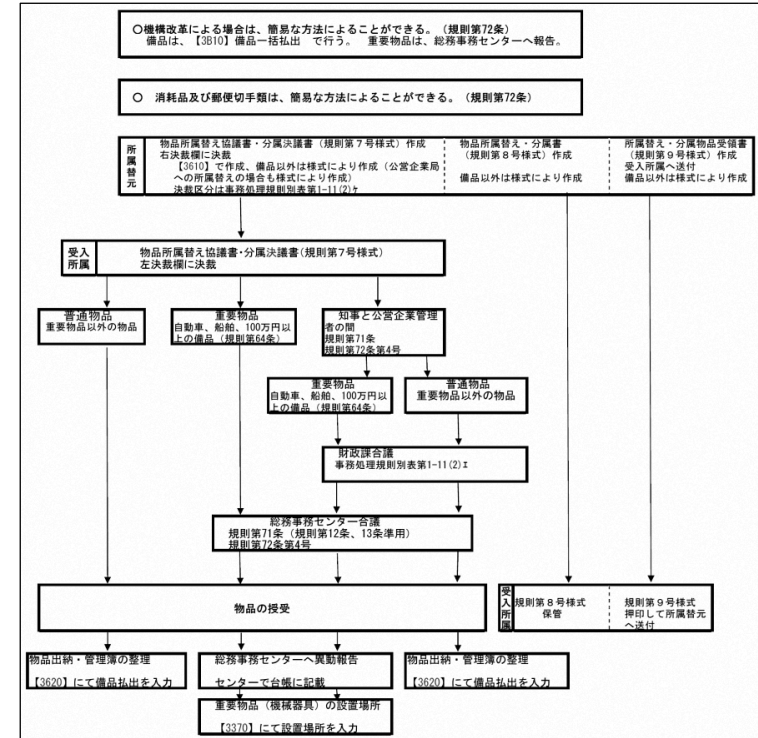 ○機構改革による場合は、簡易な方法によることができる。（規則第72条）
備品は、【3B10】備品一括払出　で行う。　重要物品は、総務事務センターへ報告。
○　消耗品及び郵便切手類は、簡易な方法によることができる。（規則第72条）
所属替元
物品所属替え協議書・分属決議書（規則第７号様式）作成
右決裁欄に決裁
【3610】で作成、備品以外は様式により作成（公営企業局
への所属替えの場合も様式により作成）
決裁区分は事務処理規則別表第1-11(2)ｹ
物品所属替え・分属書
（規則第８号様式）作成
備品以外は様式により作成
所属替え・分属物品受領書
（規則第９号様式）作成
受入所属へ送付
備品以外は様式により作成
受入
所属
物品所属替え協議書・分属決議書（規則第７号様式）
左決裁欄に決裁
普通物品
重要物品以外の物品
重要物品
自動車、船舶、100万円以
上の備品（規則第64条）
知事と公営企業管理
者の間
規則第71条
規則第72条第4号
重要物品
自動車、船舶、100万円以
上の備品（規則第64条）
普通物品
重要物品以外の物品
財政課合議
事務処理規則別表第1-11(2)ｴ
総務事務センター合議
規則第71条（規則第12条、13条準用）
規則第72条第4号
物品の授受
受入所属
規則第８号様式
保管
規則第９号様式
押印して所属替元
へ送付
物品出納・管理簿の整理
【3620】にて備品払出を入力
総務事務センターへ異動報告
センターで台帳に記載
物品出納・管理簿の整理
【3620】にて備品払出を入力
重要物品（機械器具）の設置場所
【3370】にて設置場所を入力